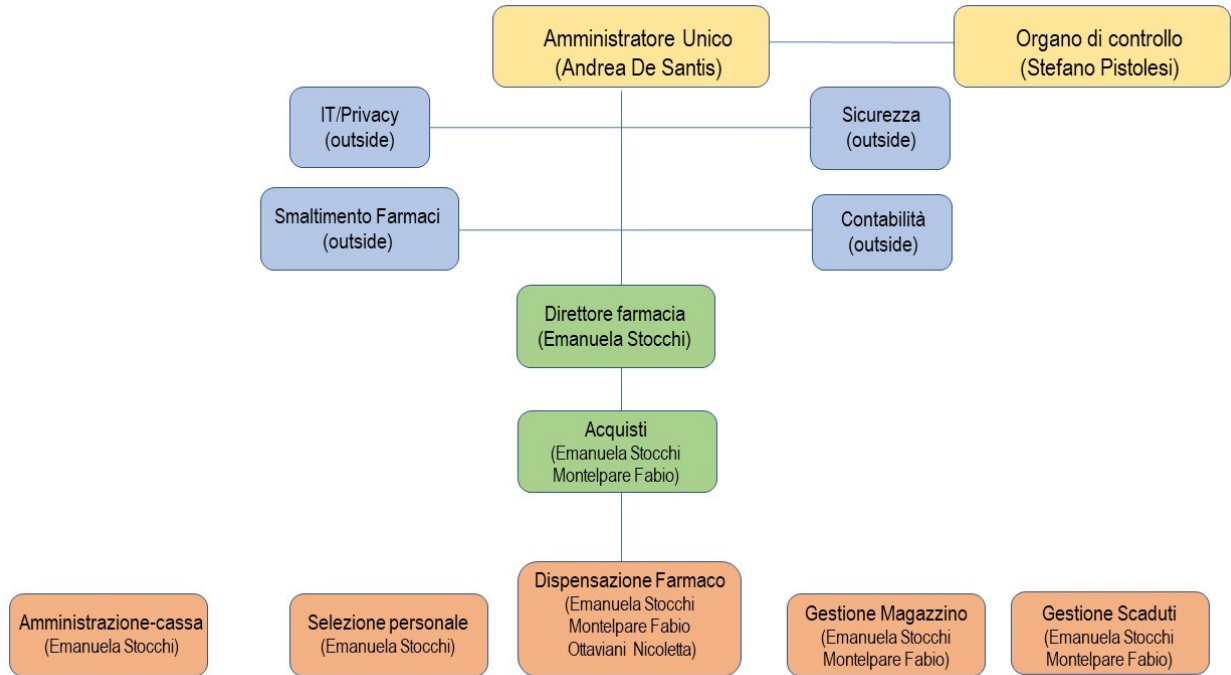 Amministratore Unico
(Andrea De Santis)
Organo di controllo
(Stefano Pistolesi)
IT/Privacy
(outside)
Sicurezza
(outside)
Smaltimento Farmaci
(outside)
Contabilità
(outside)
Direttore farmacia
(Emanuela Stocchi)
Acquisti
(Emanuela Stocchi
Montelpare Fabio)
Amministrazione-cassa
(Emanuela Stocchi)
Selezione personale
(Emanuela Stocchi)
Dispensazione Farmaco
(Emanuela Stocchi
Montelpare Fabio
Ottaviani Nicoletta)
Gestione Magazzino
(Emanuela Stocchi
Montelpare Fabio)
Gestione Scaduti
(Emanuela Stocchi
Montelpare Fabio)